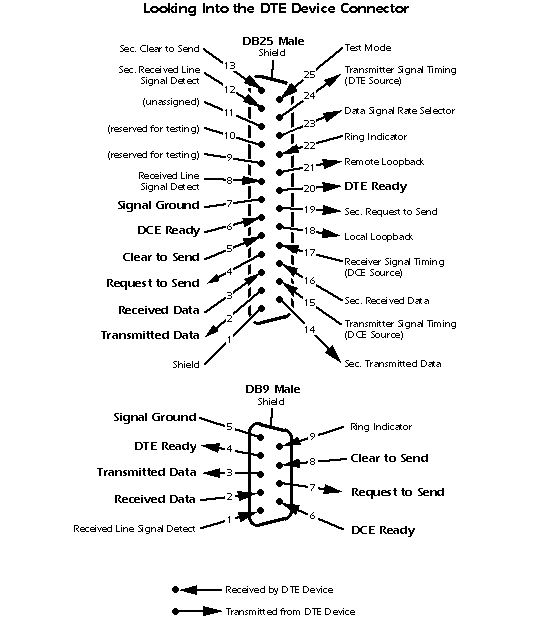 Looking Into the DTE Device Connector
DB25 Male
Shield
Sec. Clear to Send
13
Sec. Received Line
Signal Detect
12
(unassigned)
11
(reserved for testing)
10
(reserved for testing)
9
Received Line
Signal Detect
8
Signal Ground
7
DCE Ready
6
Clear to Send
5
Request to Send
4
Received Data
3
Transmitted Data
2
Shield
1
Test Mode
25
Transmitter Signal Timing
(DTE Source)
24
Data Signal Rate Selector
23
Ring Indicator
22
Remote Loopback
21
DTE Ready
20
Sec. Request to Send
19
Local Loopback
18
Receiver Signal Timing
(DCE Source)
17
Sec. Received Data
16
Transmitter Signal Timing
(DCE Source)
15
Sec. Transmitted Data
14
DB9 Male
Shield
Signal Ground
5
DTE Ready
4
Transmitted Data
3
Received Data
2
Received Line Signal Detect
1
Ring Indicator
9
Clear to Send
8
Request to Send
7
DCE Ready
6
Received by DTE Device
Transmitted from DTE Device